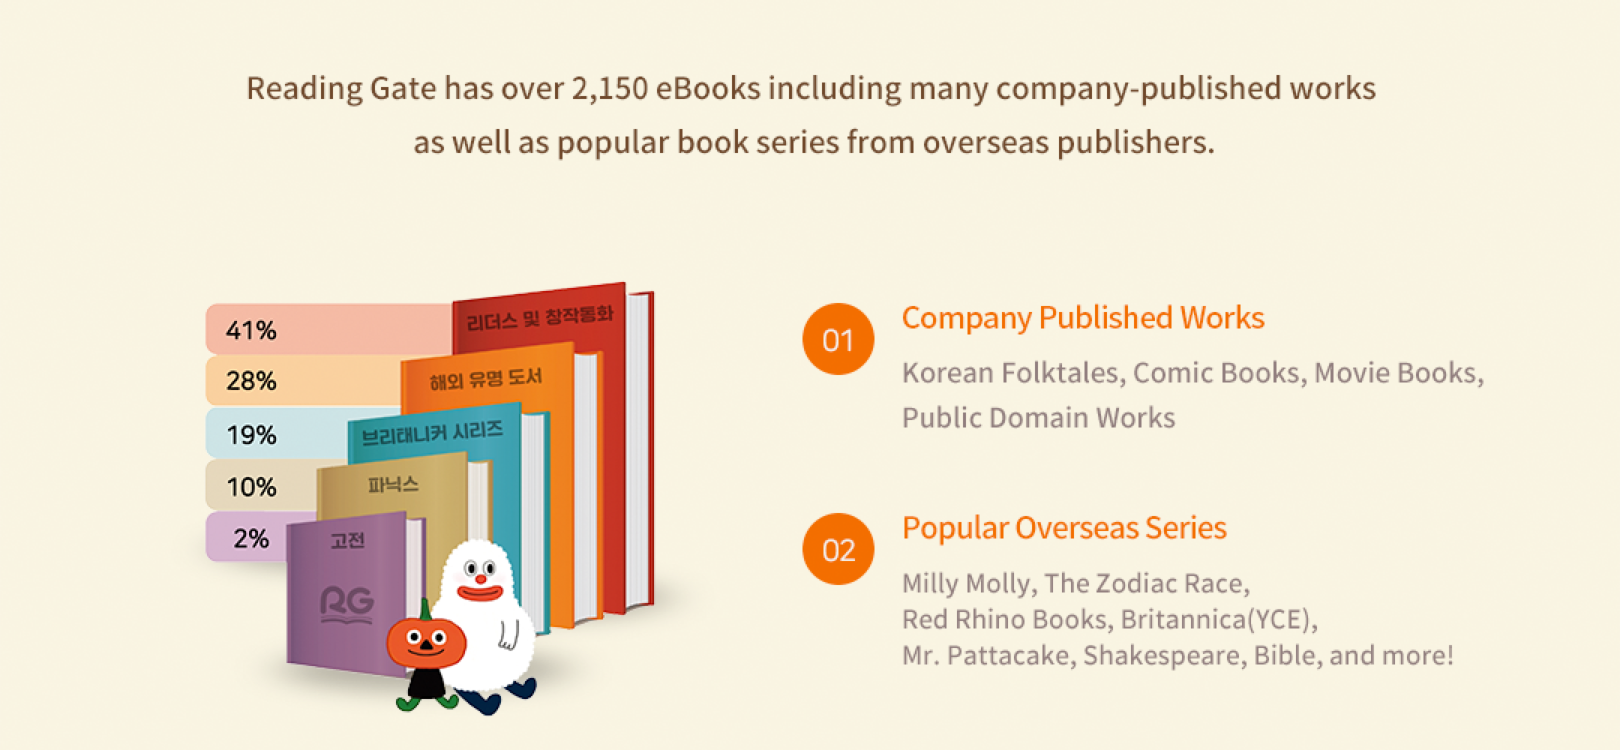 Reading Gate has over 2,150 eBooks including many company-published works
as well as popular book series from overseas publishers.
41%
리더스 및 창작동화
28%
해외 유명 도서
19%
브리태니커 시리즈
10%
파닉스
2%
고전
RG
01
Company Published Works
Korean Folktales, Comic Books, Movie Books,
Public Domain Works
02
Popular Overseas Series
Milly Molly, The Zodiac Race,
Red Rhino Books, Britannica(YCE),
Mr. Pattacake, Shakespeare, Bible, and more!